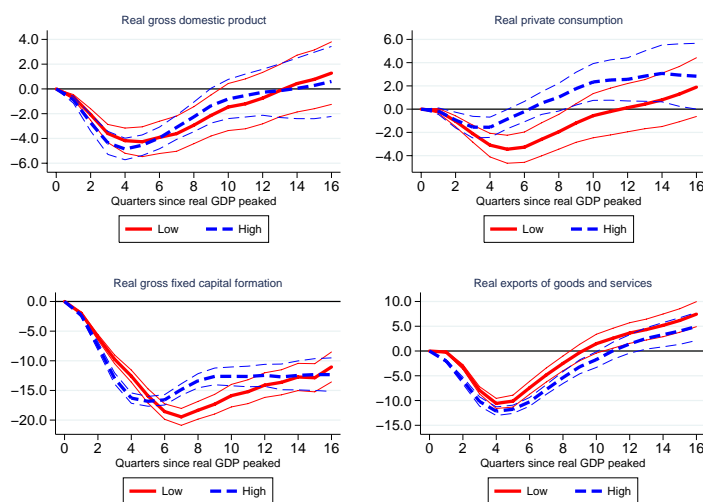 Real gross domestic product
4.0
2.0
0.0
−2.0
−4.0
−6.0
0 2 4 6 8 10 12 14 16
Quarters since real GDP peaked
Low High
Real private consumption
6.0
4.0
2.0
0.0
−2.0
−4.0
0 2 4 6 8 10 12 14 16
Quarters since real GDP peaked
Low High
Real gross fixed capital formation
0.0
−5.0
−10.0
−15.0
−20.0
0 2 4 6 8 10 12 14 16
Quarters since real GDP peaked
Low High
Real exports of goods and services
10.0
5.0
0.0
−5.0
−10.0
−15.0
0 2 4 6 8 10 12 14 16
Quarters since real GDP peaked
Low High